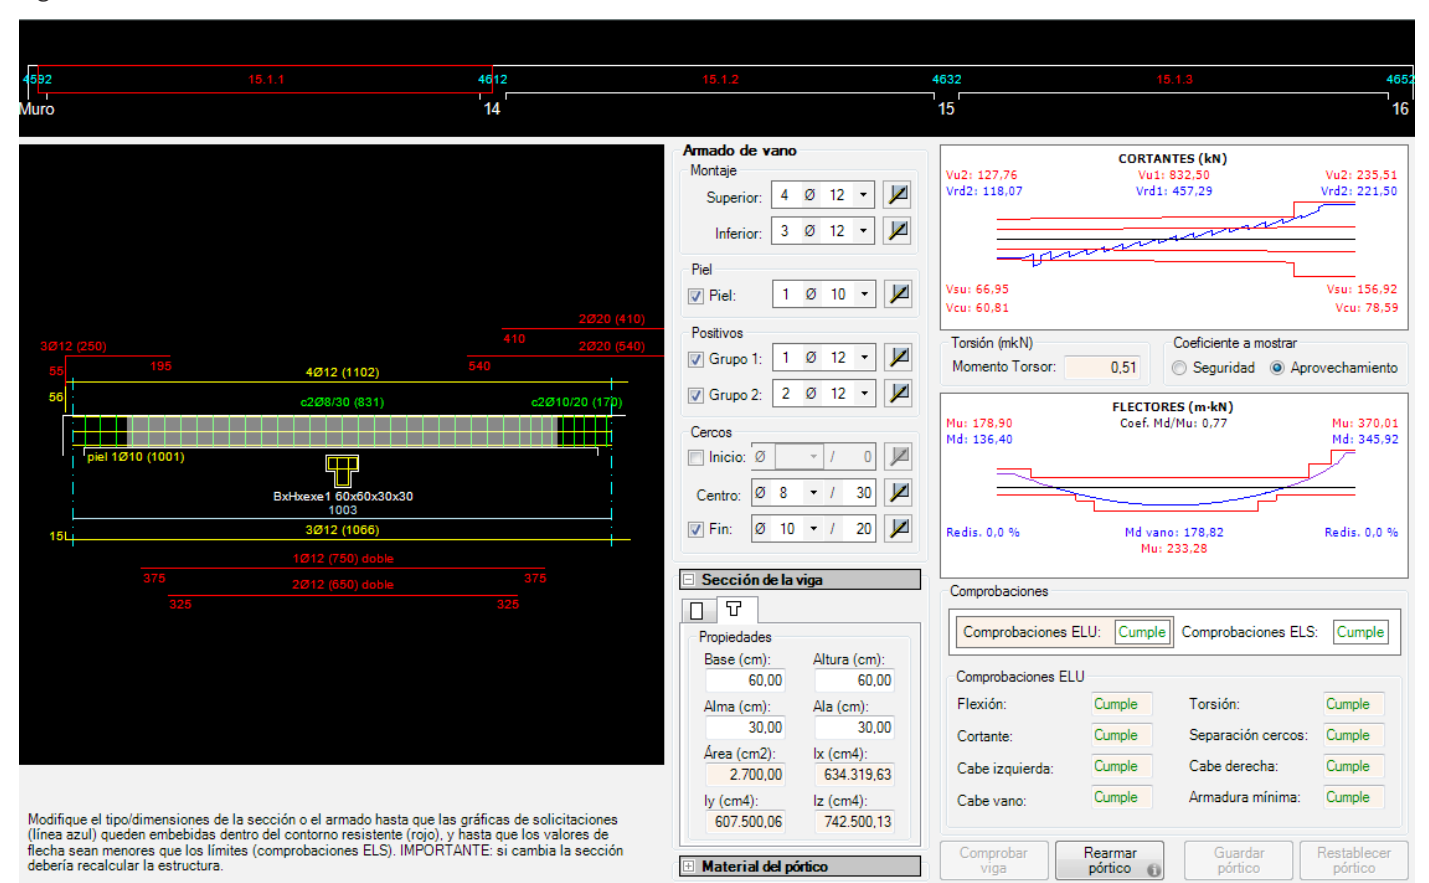 4592 15.1.1 4612 15.1.2 4632 15.1.3 4652
Muro 14 15 16
3Ø12 (250)
195
55
56
4Ø12 (1102)
2Ø20 (410)
410
2Ø20 (540)
540
c2Ø8/30 (831)
c2Ø10/20 (170)
piel 1Ø10 (1001)
BxHxexe1 60x60x30x30
1003
15
3Ø12 (1066)
1Ø12 (750) doble
375 375
2Ø12 (650) doble
325 325
Modifique el tipo/dimensiones de la sección o el armado hasta que las gráficas de solicitaciones
(línea azul) queden embebidas dentro del contorno resistente (rojo), y hasta que los valores de
flecha sean menores que los límites (comprobaciones ELS). IMPORTANTE: si cambia la sección
debería recalcular la estructura.
Armado de vano
Montaje
Superior: 4 Ø 12
Inferior: 3 Ø 12
Piel
Piel: 1 Ø 10
Positivos
Grupo 1: 1 Ø 12
Grupo 2: 2 Ø 12
Cercos
Inicio: Ø / 0
Centro: Ø 8 / 30
Fin: Ø 10 / 20
Sección de la viga
Propiedades
Base (cm): Altura (cm):
60,00 60,00
Alma (cm): Ala (cm):
30,00 30,00
Área (cm2): Ix (cm4):
2.700,00 634.319,63
Iy (cm4): Iz (cm4):
607.500,06 742.500,13
Material del pórtico
CORTANTES (kN)
Vu2: 127,76 Vu1: 832,50 Vu2: 235,51
Vrd2: 118,07 Vrd1: 457,29 Vrd2: 221,50
Vsu: 66,95 Vsu: 156,92
Vcu: 60,81 Vcu: 78,59
Torsión (mkN)
Momento Torsor: 0,51
Coeficiente a mostrar
Seguridad Aprovechamiento
FLECTORES (m·kN)
Mu: 178,90 Coef. Md/Mu: 0,77 Mu: 370,01
Md: 136,40 Md: 345,92
Redis. 0,0 % Md vano: 178,82 Redis. 0,0 %
Mu: 233,28
Comprobaciones
Comprobaciones ELU: Cumple Comprobaciones ELS: Cumple
Comprobaciones ELU
Flexión: Cumple Torsión: Cumple
Cortante: Cumple Separación cercos: Cumple
Cabe izquierda: Cumple Cabe derecha: Cumple
Cabe vano: Cumple Armadura mínima: Cumple
Comprobar viga
Rearmar pórtico
Guardar pórtico
Restablecer pórtico